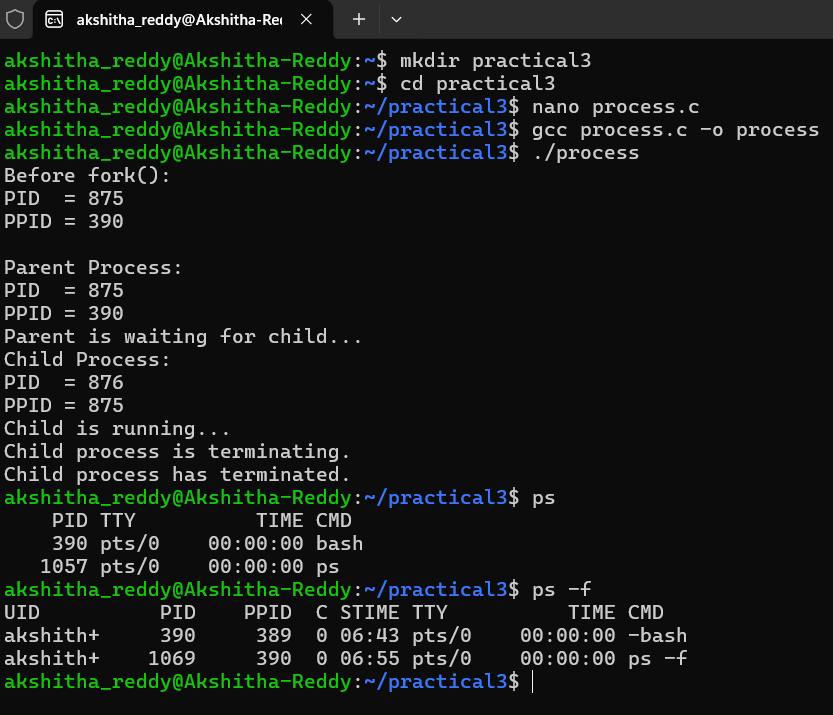 akshitha_reddy@Akshitha-Re
akshitha_reddy@Akshitha-Reddy:~$ mkdir practical3
akshitha_reddy@Akshitha-Reddy:~$ cd practical3
akshitha_reddy@Akshitha-Reddy:~/practical3$ nano process.c
akshitha_reddy@Akshitha-Reddy:~/practical3$ gcc process.c -o process
akshitha_reddy@Akshitha-Reddy:~/practical3$ ./process
Before fork():
PID  = 875
PPID = 390

Parent Process:
PID  = 875
PPID = 390
Parent is waiting for child...
Child Process:
PID  = 876
PPID = 875
Child is running...
Child process is terminating.
Child process has terminated.
akshitha_reddy@Akshitha-Reddy:~/practical3$ ps
    PID TTY          TIME CMD
    390 pts/0    00:00:00 bash
   1057 pts/0    00:00:00 ps
akshitha_reddy@Akshitha-Reddy:~/practical3$ ps -f
UID          PID    PPID  C STIME TTY          TIME CMD
akshith+     390     389  0 06:43 pts/0    00:00:00 -bash
akshith+    1069     390  0 06:55 pts/0    00:00:00 ps -f
akshitha_reddy@Akshitha-Reddy:~/practical3$